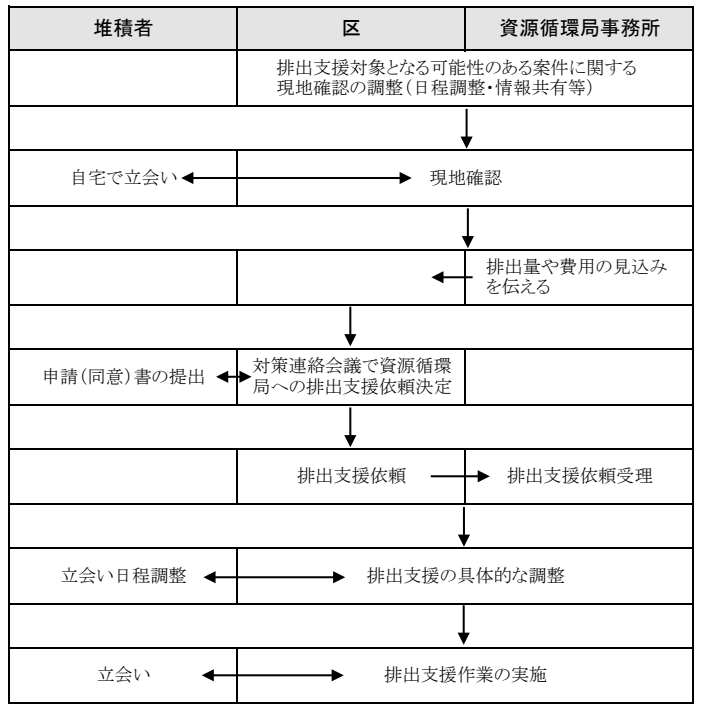 堆積者
区
資源循環局事務所
排出支援対象となる可能性のある案件に関する
現地確認の調整(日程調整・情報共有等)
自宅で立会い
現地確認
排出量や費用の見込み
を伝える
申請(同意)書の提出
対策連絡会議で資源循環
局への排出支援依頼決定
排出支援依頼
排出支援依頼受理
立会い日程調整
排出支援の具体的な調整
立会い
排出支援作業の実施